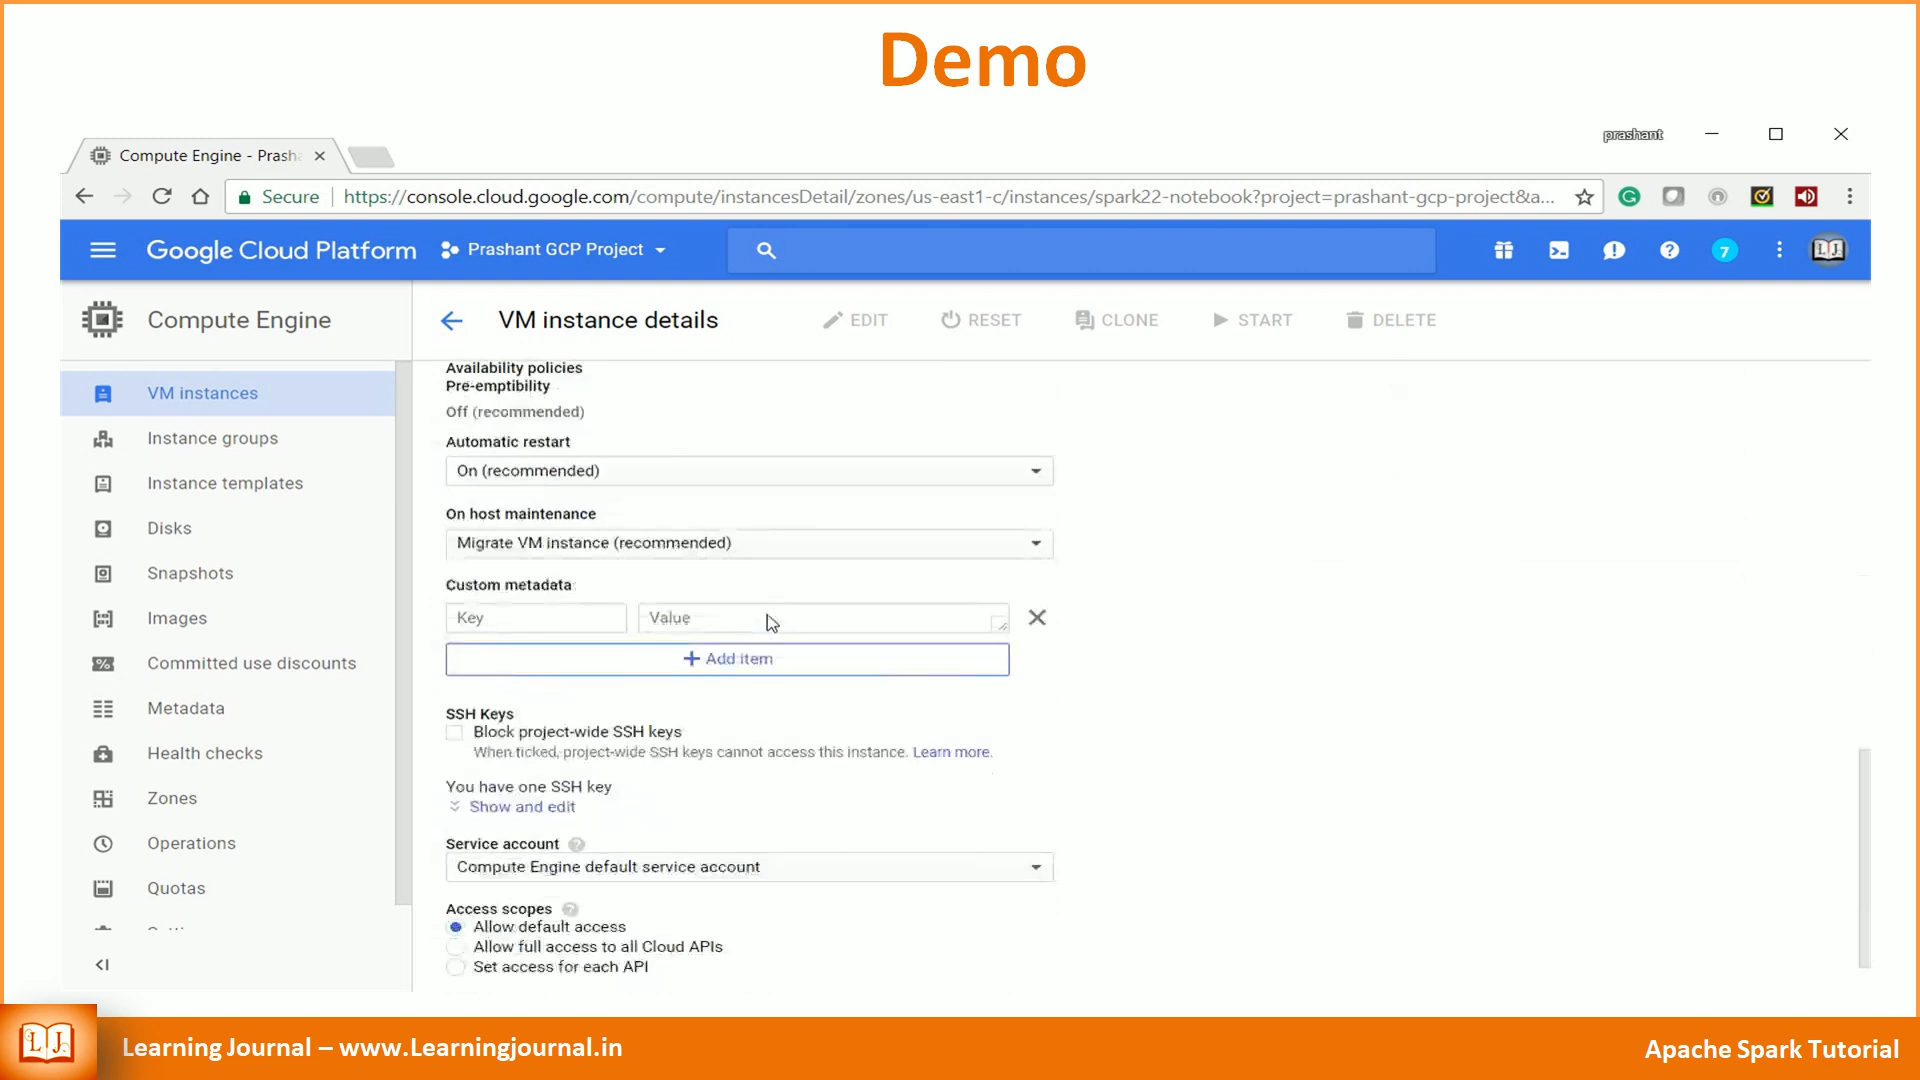 Demo
prashant
Compute Engine - Prash
Secure
https://console.cloud.google.com/compute/instancesDetail/zones/us-east1-c/instances/spark22-notebook?project=prashant-gcp-project&a...
Google Cloud Platform
Prashant GCP Project
7
LJ
Compute Engine
VM instance details
EDIT
RESET
CLONE
START
DELETE
VM instances
Instance groups
Instance templates
Disks
Snapshots
Images
Committed use discounts
Metadata
Health checks
Zones
Operations
Quotas
Availability policies
Pre-emptibility
Off (recommended)
Automatic restart
On (recommended)
On host maintenance
Migrate VM instance (recommended)
Custom metadata
Key
Value
Add item
SSH Keys
Block project-wide SSH keys
When ticked, project-wide SSH keys cannot access this instance. Learn more.
You have one SSH key
Show and edit
Service account
Compute Engine default service account
Access scopes
Allow default access
Allow full access to all Cloud APIs
Set access for each API
LJ
Learning Journal – www.Learningjournal.in
Apache Spark Tutorial